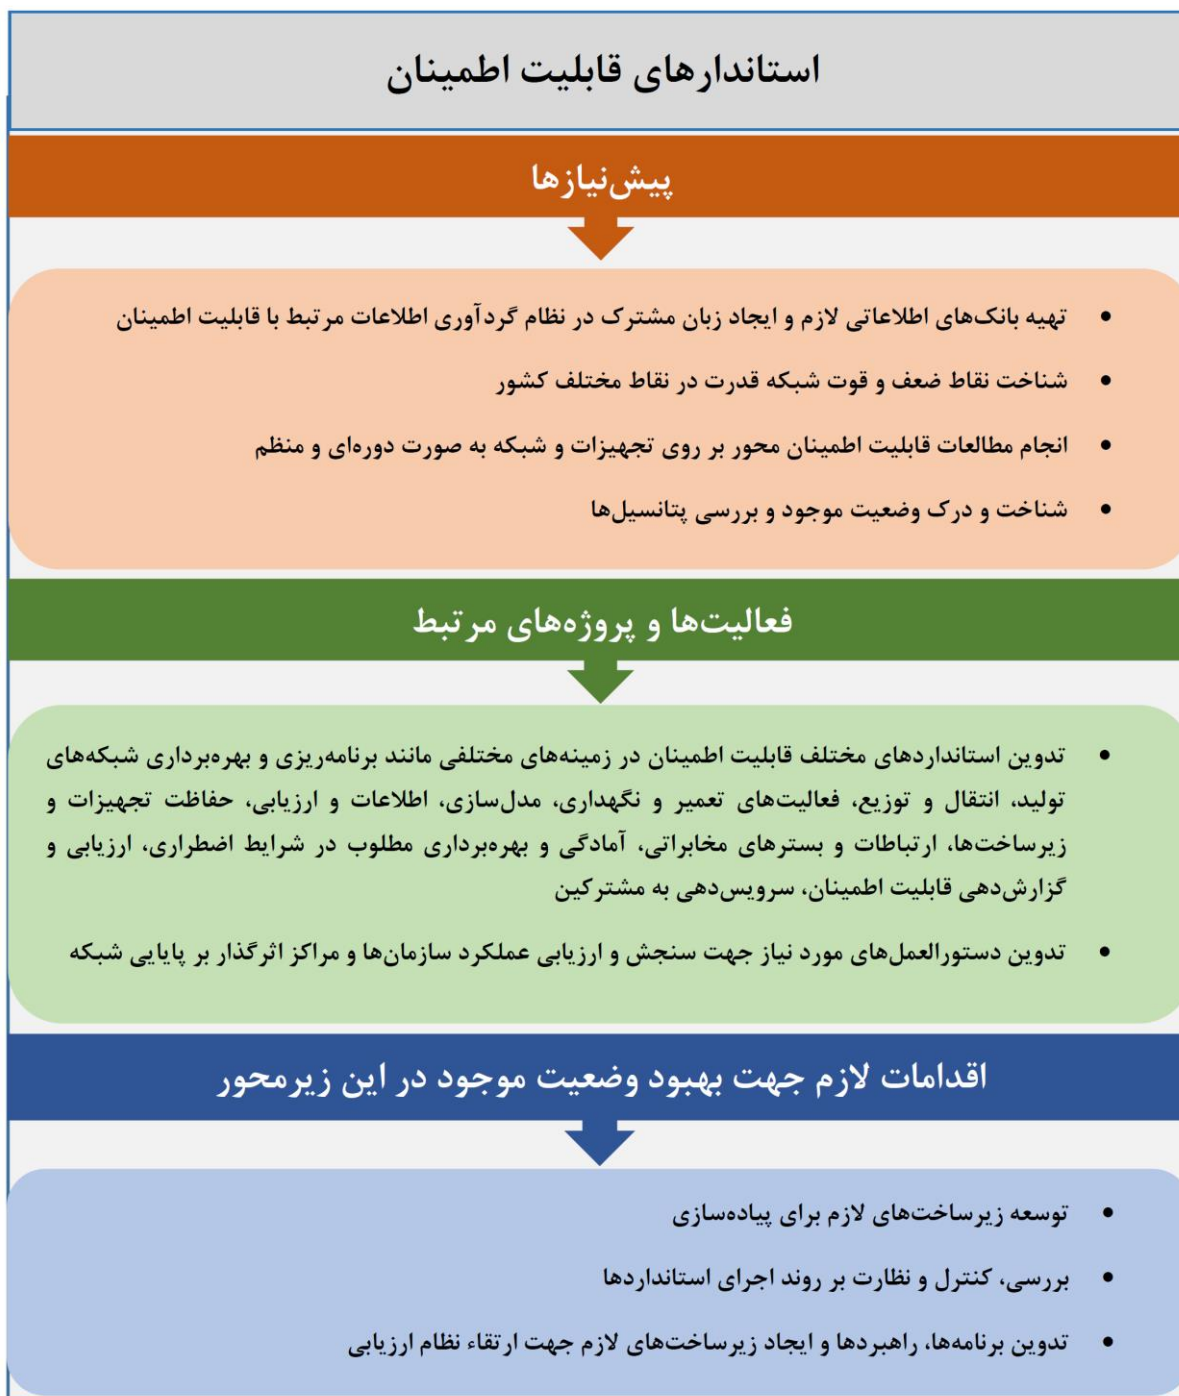 استاندارهای قابلیت اطمینان
پیش‌نیازها
• تهیه بانک‌های اطلاعاتی لازم و ایجاد زبان مشترک در نظام گردآوری اطلاعات مرتبط با قابلیت اطمینان
• شناخت نقاط ضعف و قوت شبکه قدرت در نقاط مختلف کشور
• انجام مطالعات قابلیت اطمینان محور بر روی تجهیزات و شبکه به صورت دوره‌ای و منظم
• شناخت و درک وضعیت موجود و بررسی پتانسیل‌ها
فعالیت‌ها و پروژه‌های مرتبط
• تدوین استانداردهای مختلف قابلیت اطمینان در زمینه‌های مختلفی مانند برنامه‌ریزی و بهره‌برداری شبکه‌های
تولید، انتقال و توزیع، فعالیت‌های تعمیر و نگهداری، مدل‌سازی، اطلاعات و ارزیابی، حفاظت تجهیزات و
زیرساخت‌ها، ارتباطات و بسترهای مخابراتی، آمادگی و بهره‌برداری مطلوب در شرایط اضطراری، ارزیابی و
گزارش‌دهی قابلیت اطمینان، سرویس‌دهی به مشترکین
• تدوین دستورالعمل‌های مورد نیاز جهت سنجش و ارزیابی عملکرد سازمان‌ها و مراکز اثرگذار بر پایایی شبکه
اقدامات لازم جهت بهبود وضعیت موجود در این زیرمحور
• توسعه زیرساخت‌های لازم برای پیاده‌سازی
• بررسی، کنترل و نظارت بر روند اجرای استانداردها
• تدوین برنامه‌ها، راهبردها و ایجاد زیرساخت‌های لازم جهت ارتقاء نظام ارزیابی